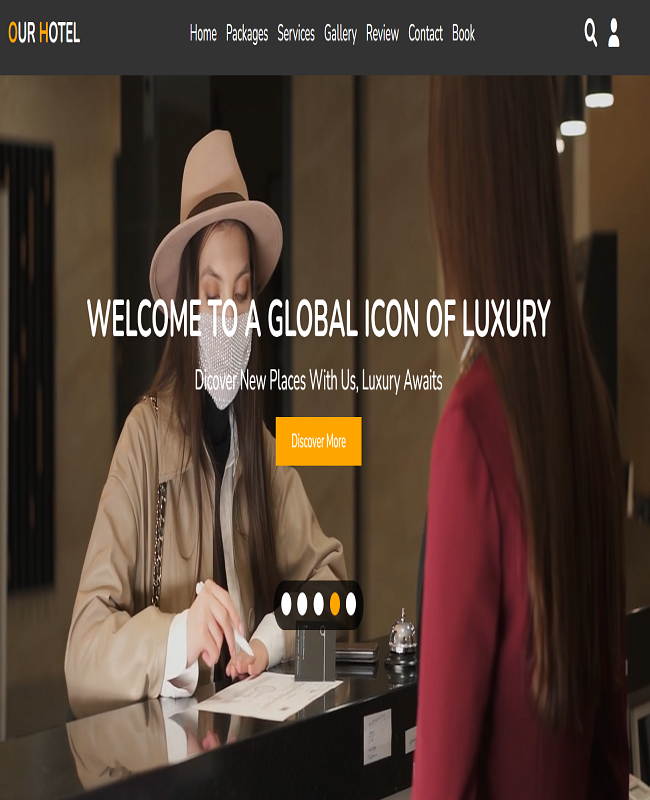 OUR HOTEL
Home Packages Services Gallery Review Contact Book
WELCOME TO A GLOBAL ICON OF LUXURY
Dicover New Places With Us, Luxury Awaits
Discover More